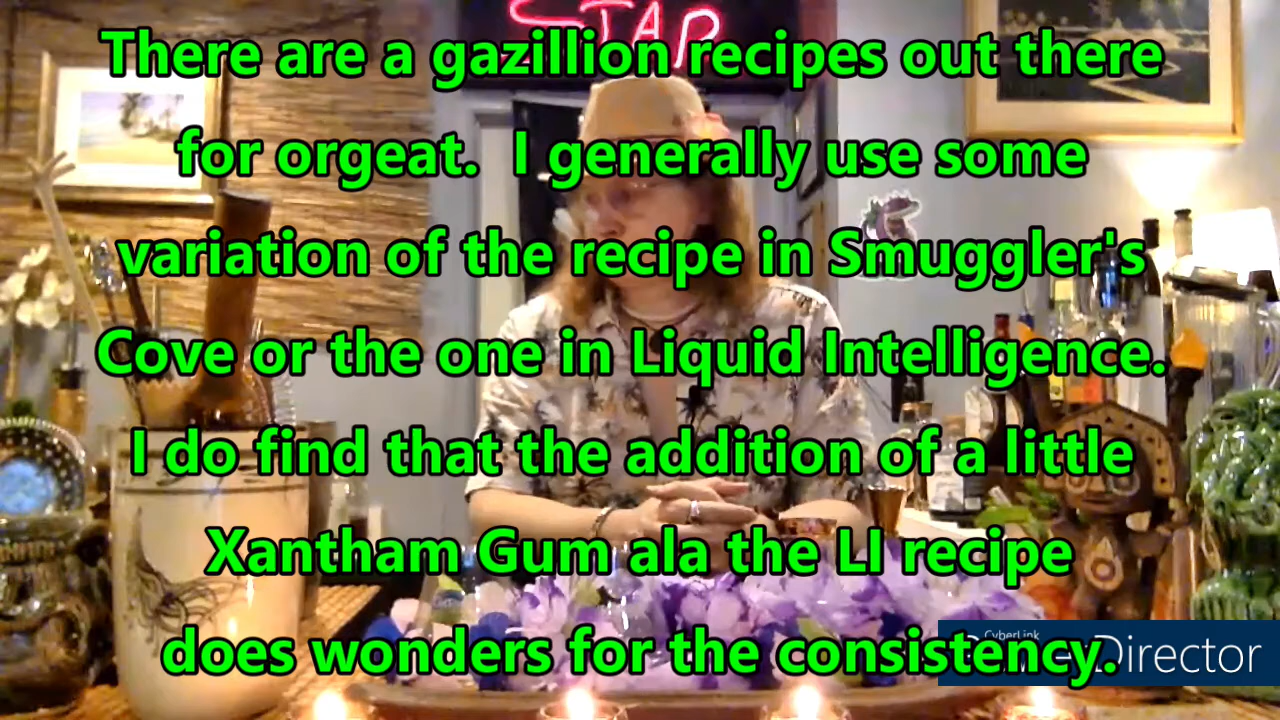 TAP
There are a gazillion recipes out there
for orgeat.  I generally use some
variation of the recipe in Smuggler's
Cove or the one in Liquid Intelligence.
I do find that the addition of a little
Xantham Gum ala the LI recipe
does wonders for the consistency.
CyberLink
Director